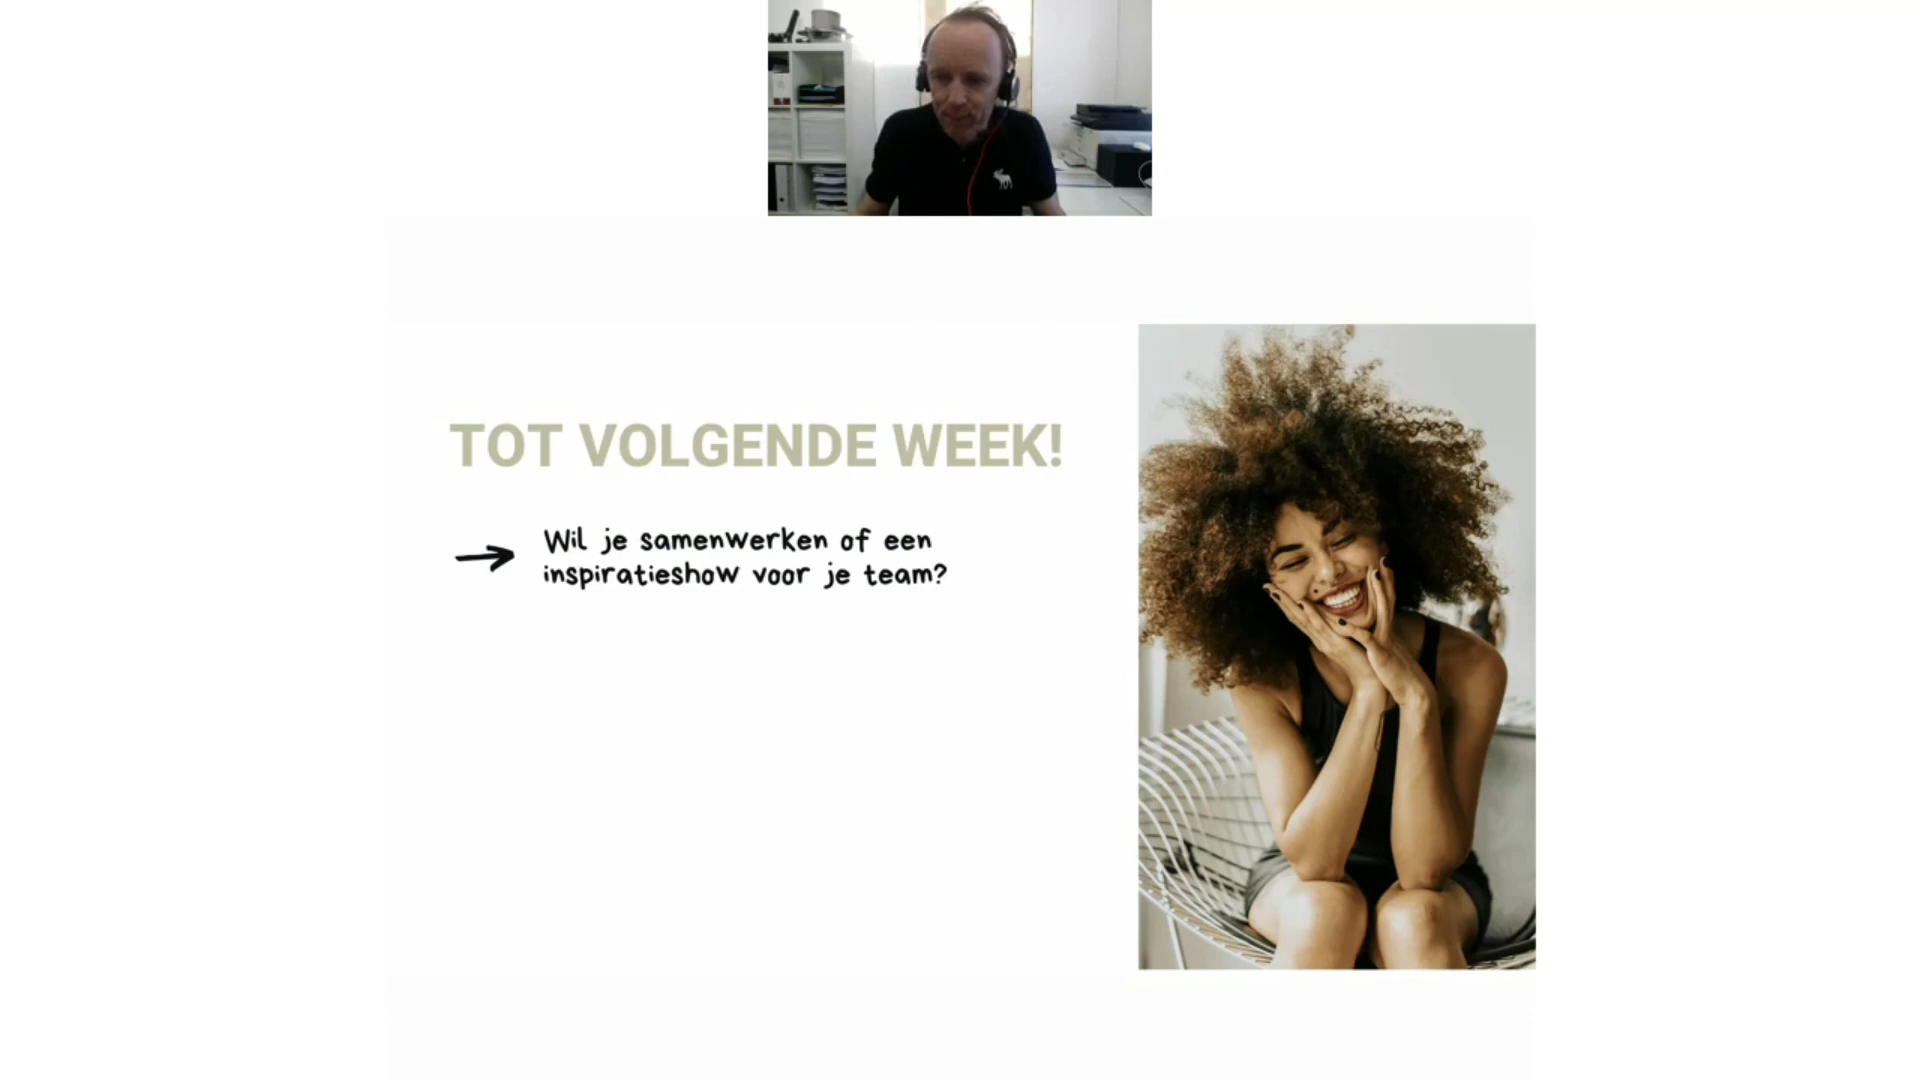 TOT VOLGENDE WEEK!
Wil je samenwerken of een
inspiratieshow voor je team?